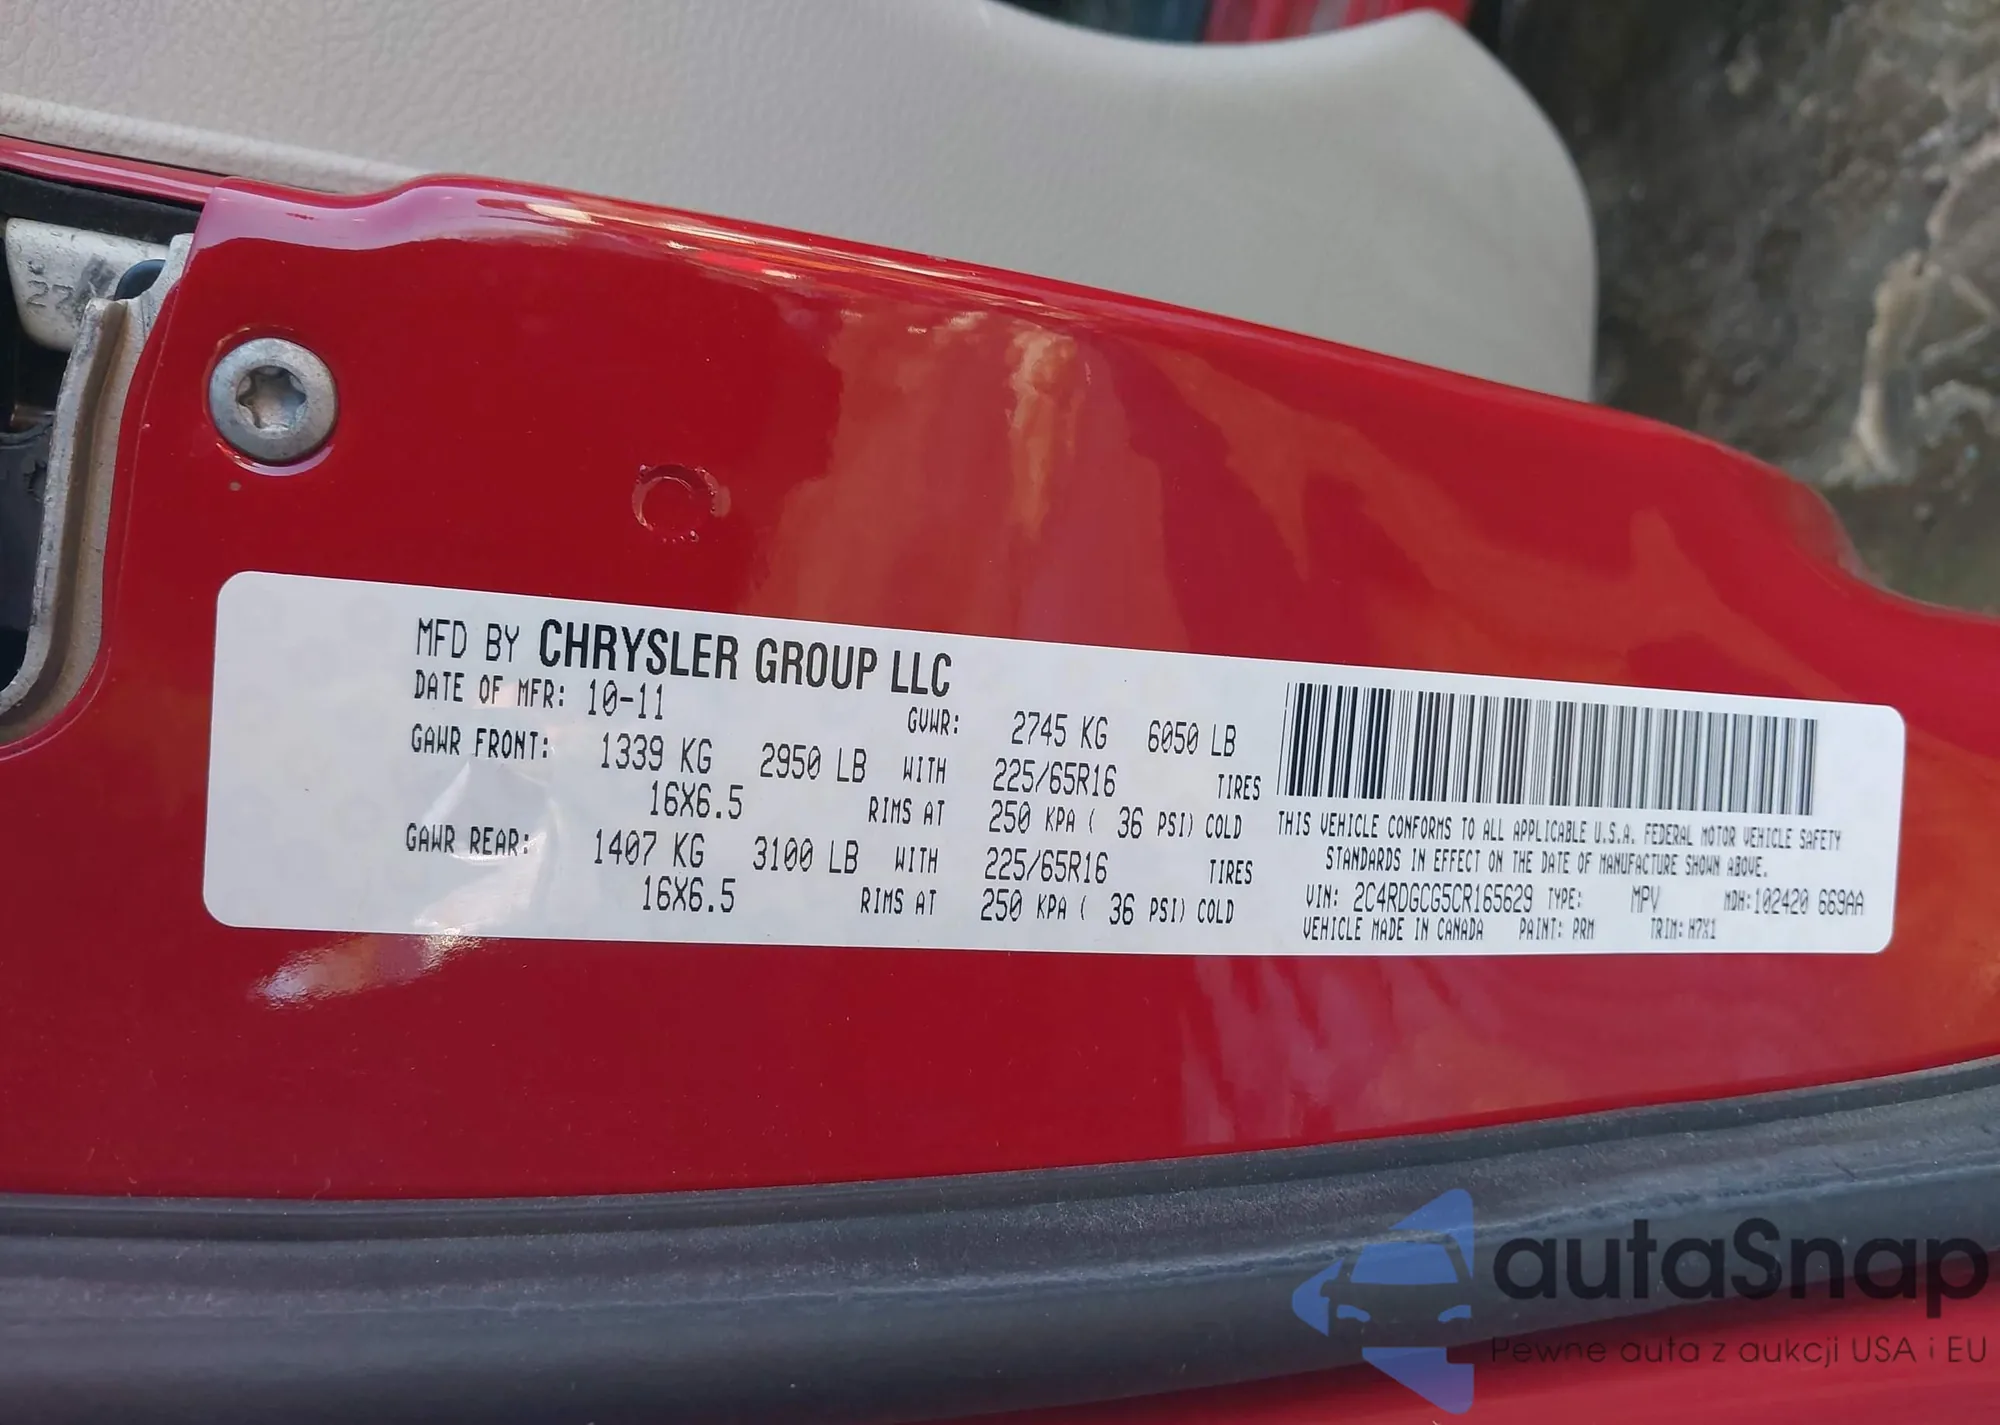 27
MFD BY CHRYSLER GROUP LLC
DATE OF MFR: 10-11 GVWR: 2745 KG 6050 LB
GAWR FRONT: 1339 KG 2950 LB WITH 225/65R16 TIRES
16X6.5 RIMS AT 250 KPA ( 36 PSI) COLD
GAWR REAR: 1407 KG 3100 LB WITH 225/65R16 TIRES
16X6.5 RIMS AT 250 KPA ( 36 PSI) COLD
THIS VEHICLE CONFORMS TO ALL APPLICABLE U.S.A. FEDERAL MOTOR VEHICLE SAFETY
STANDARDS IN EFFECT ON THE DATE OF MANUFACTURE SHOWN ABOVE.
VIN: 2C4RDGCG5CR165629 TYPE: MPV MDH:102420 669AA
VEHICLE MADE IN CANADA PAINT: PRM TRIM: H7X1
autaSnap
Pewne auta z aukcji USA i EU